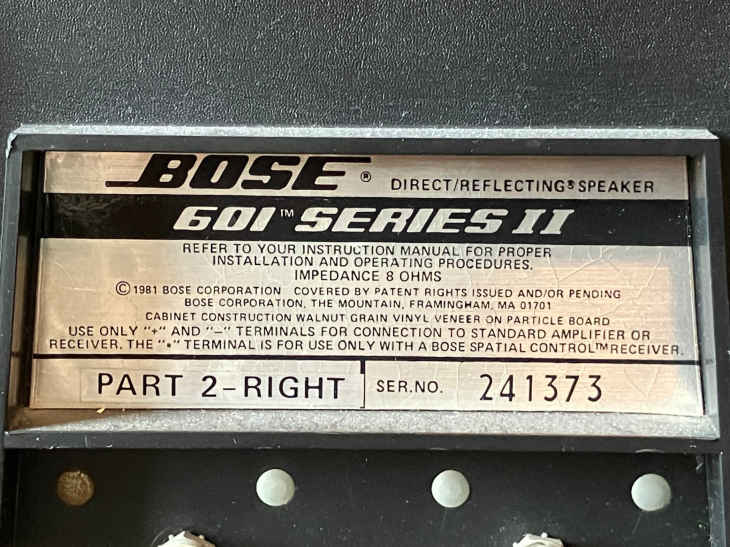 BOSE® DIRECT/REFLECTING® SPEAKER
601™ SERIES II
REFER TO YOUR INSTRUCTION MANUAL FOR PROPER
INSTALLATION AND OPERATING PROCEDURES.
IMPEDANCE 8 OHMS
©1981 BOSE CORPORATION COVERED BY PATENT RIGHTS ISSUED AND/OR PENDING
BOSE CORPORATION, THE MOUNTAIN, FRAMINGHAM, MA 01701
CABINET CONSTRUCTION WALNUT GRAIN VINYL VENEER ON PARTICLE BOARD
USE ONLY "+" AND "–" TERMINALS FOR CONNECTION TO STANDARD AMPLIFIER OR
RECEIVER. THE "•" TERMINAL IS FOR USE ONLY WITH A BOSE SPATIAL CONTROL™ RECEIVER.
PART 2–RIGHT SER.NO. 241373